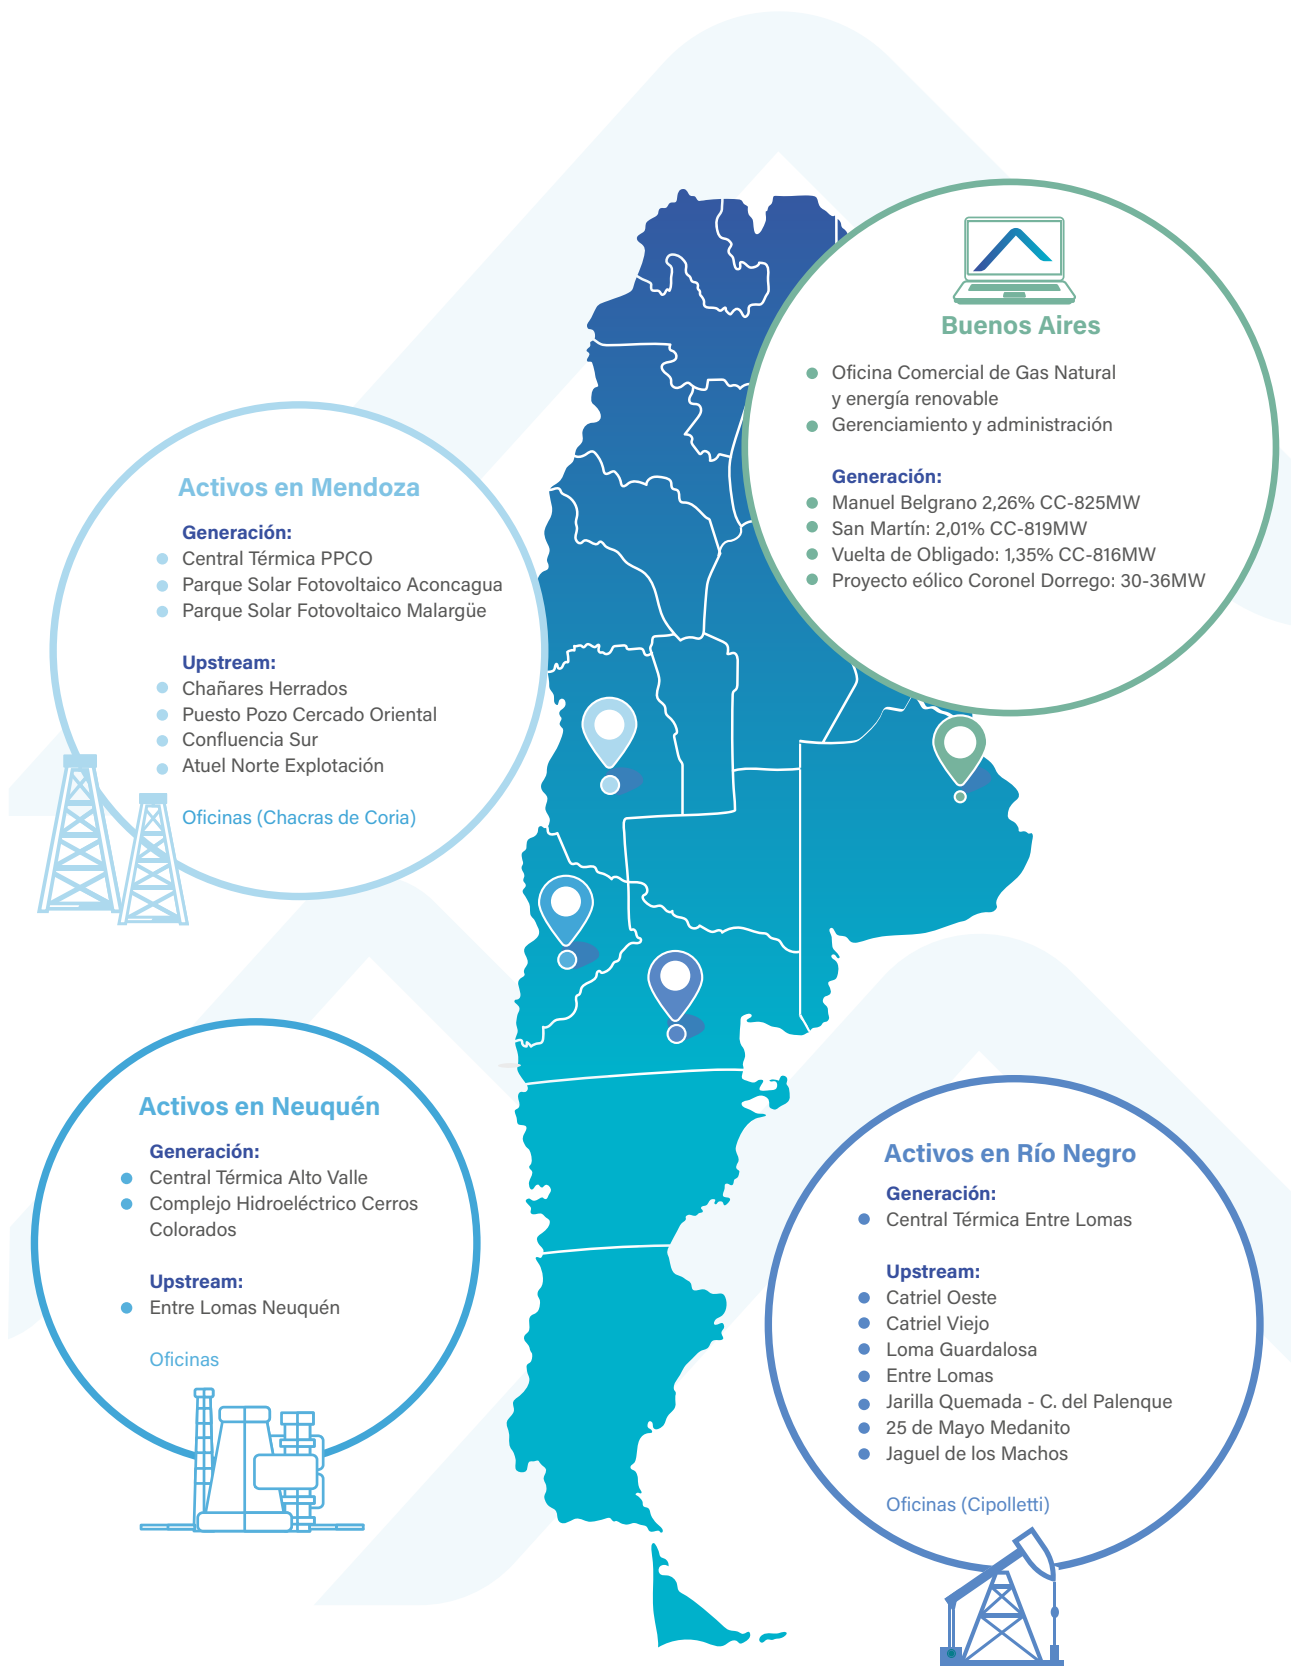 Buenos Aires
Oficina Comercial de Gas Natural
y energía renovable
Gerenciamiento y administración
Generación:
Manuel Belgrano 2,26% CC-825MW
San Martín: 2,01% CC-819MW
Vuelta de Obligado: 1,35% CC-816MW
Proyecto eólico Coronel Dorrego: 30-36MW
Activos en Mendoza
Generación:
Central Térmica PPCO
Parque Solar Fotovoltaico Aconcagua
Parque Solar Fotovoltaico Malargüe
Upstream:
Chañares Herrados
Puesto Pozo Cercado Oriental
Confluencia Sur
Atuel Norte Explotación
Oficinas (Chacras de Coria)
Activos en Neuquén
Generación:
Central Térmica Alto Valle
Complejo Hidroeléctrico Cerros
Colorados
Upstream:
Entre Lomas Neuquén
Oficinas
Activos en Río Negro
Generación:
Central Térmica Entre Lomas
Upstream:
Catriel Oeste
Catriel Viejo
Loma Guardalosa
Entre Lomas
Jarilla Quemada - C. del Palenque
25 de Mayo Medanito
Jaguel de los Machos
Oficinas (Cipolletti)